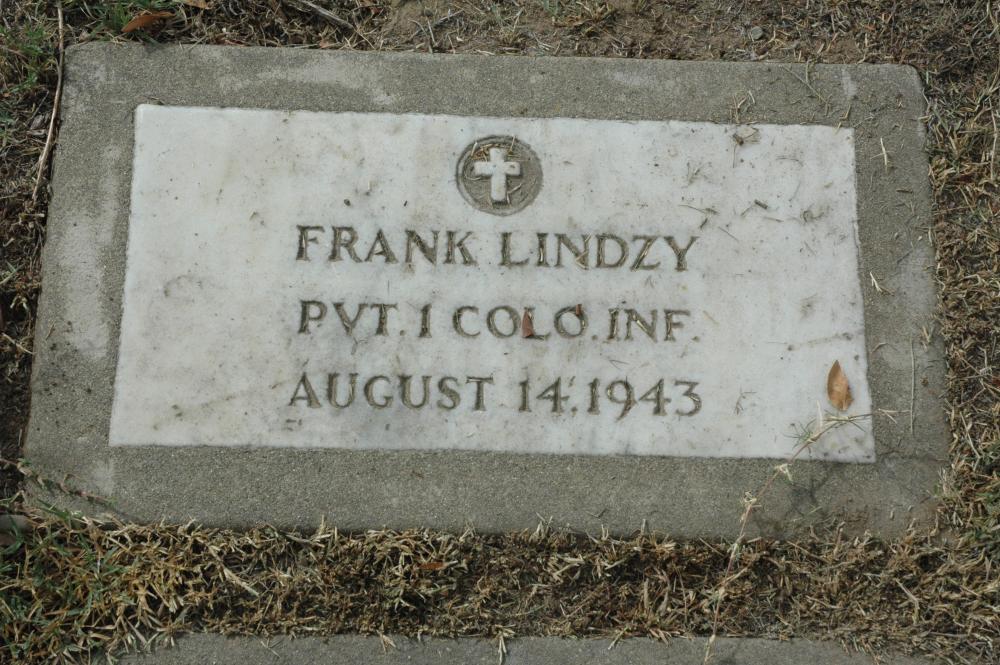 FRANK LINDZY
PVT. 1 COLO. INF.
AUGUST 14, 1943